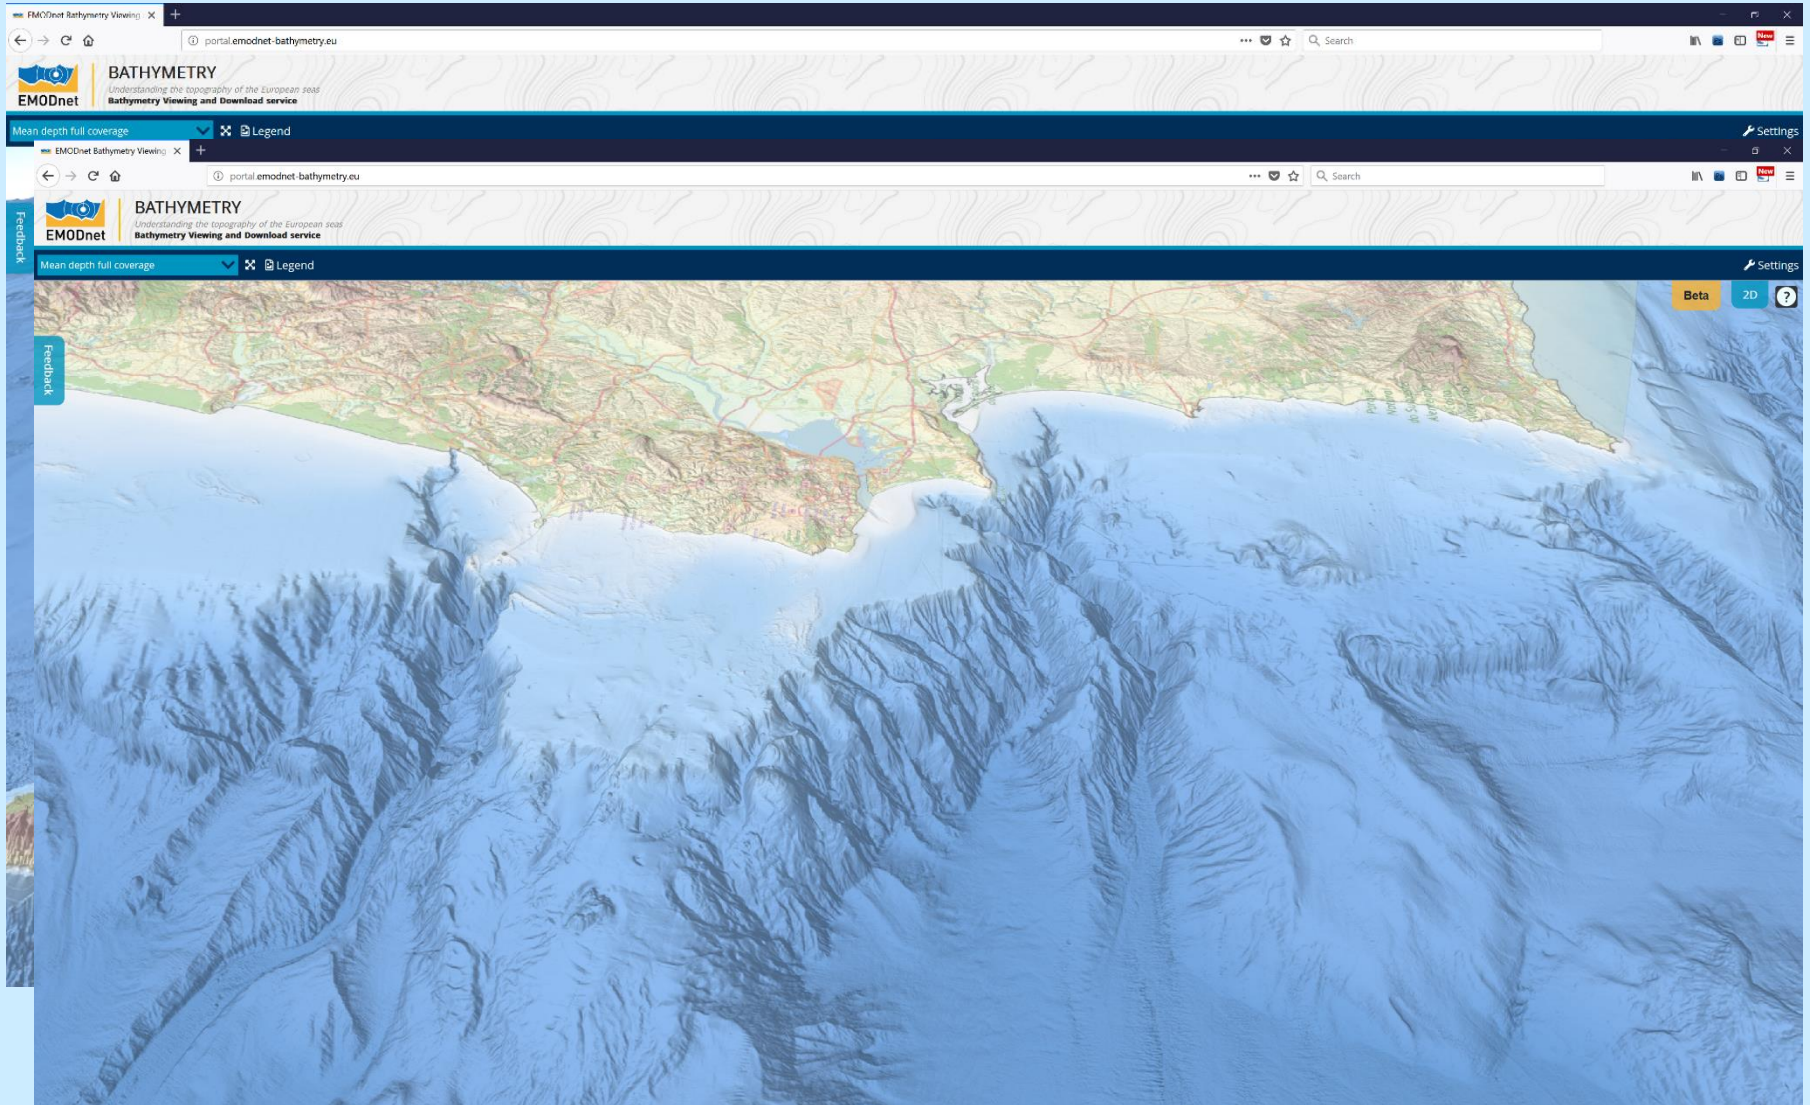 EMODnet Bathymetry Viewing
portal.emodnet-bathymetry.eu
Search
New
EMODnet
BATHYMETRY
Understanding the topography of the European seas
Bathymetry Viewing and Download service
Mean depth full coverage
Legend
Settings
EMODnet Bathymetry Viewing
portal.emodnet-bathymetry.eu
Search
New
EMODnet
BATHYMETRY
Understanding the topography of the European seas
Bathymetry Viewing and Download service
Mean depth full coverage
Legend
Settings
Feedback
Beta
2D
?
Feedback